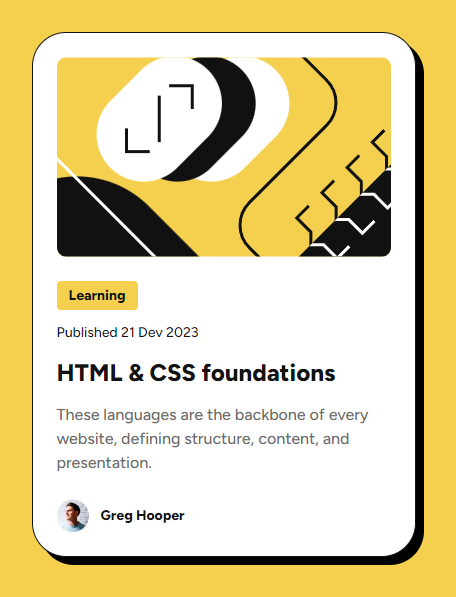 Learning
Published 21 Dev 2023
HTML & CSS foundations
These languages are the backbone of every
website, defining structure, content, and
presentation.
Greg Hooper